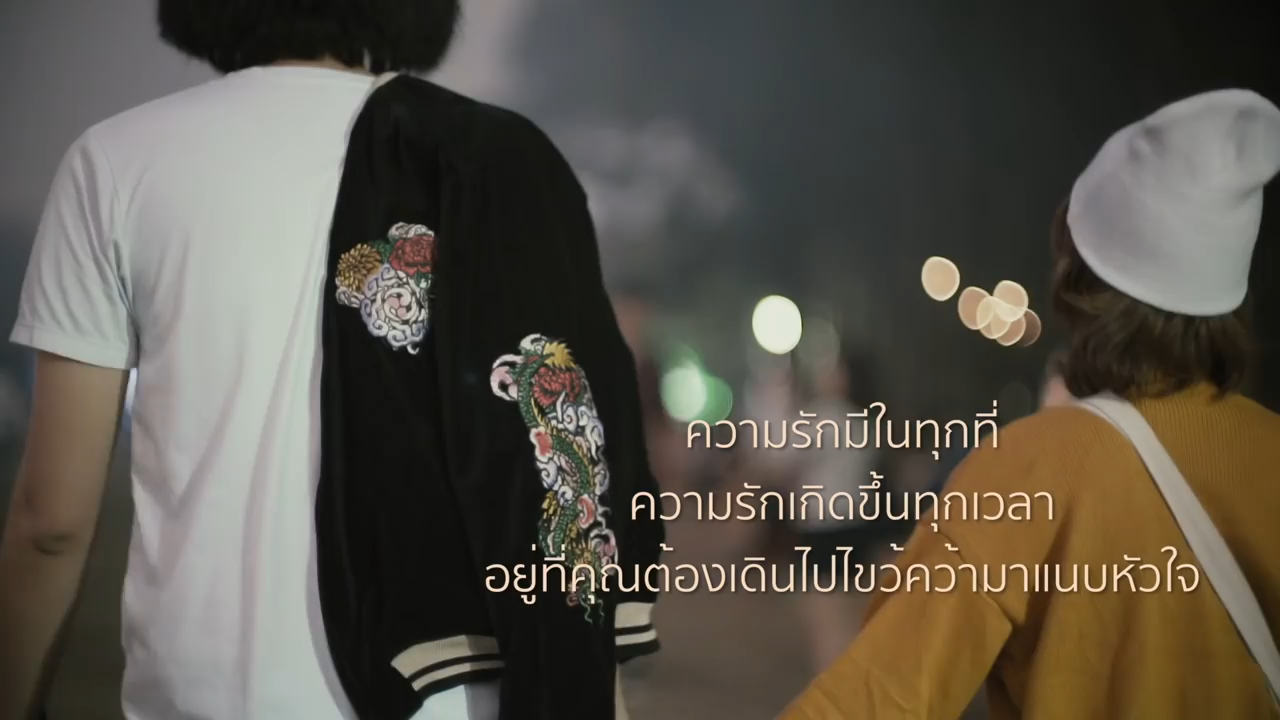 ความรักมีในทุกที่
ความรักเกิดขึ้นทุกเวลา
อยู่ที่คุณต้องเดินไปไขว้คว้ามาแนบหัวใจ